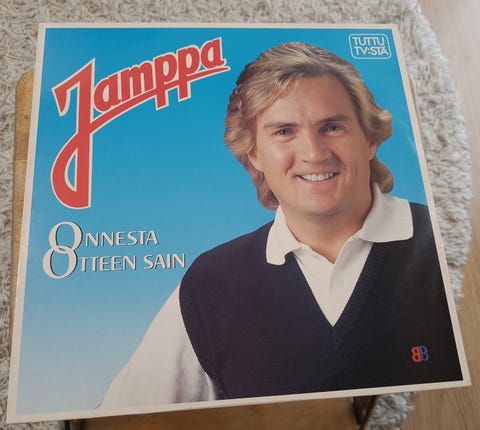 Jamppa
TUTTU
TV:STÄ
ONNESTA
OTTEEN SAIN
BB